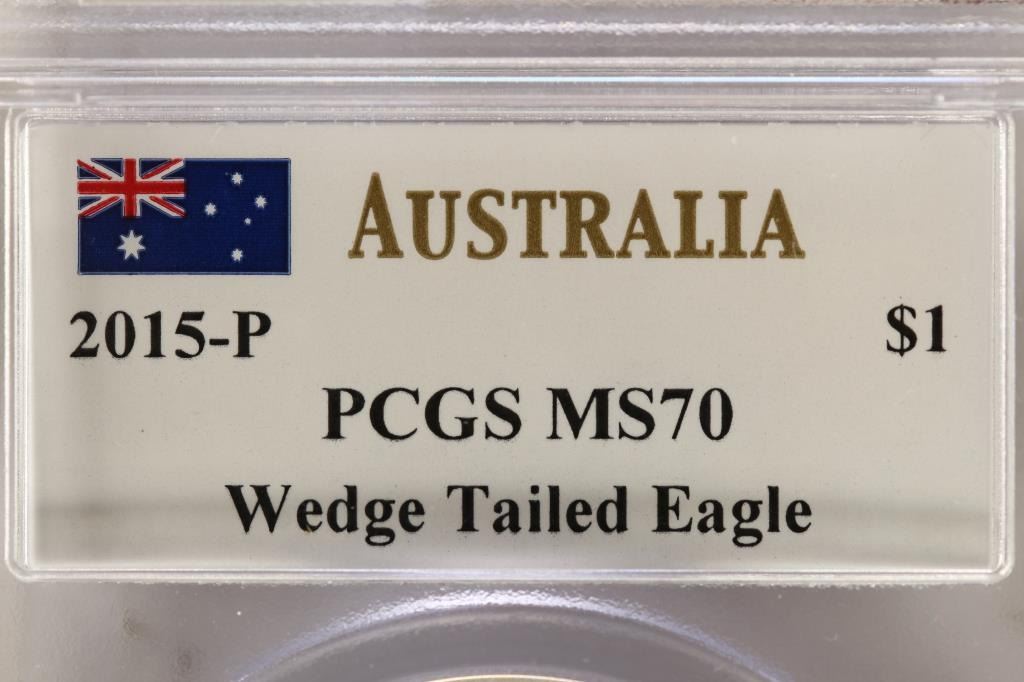 AUSTRALIA
2015-P $1
PCGS MS70
Wedge Tailed Eagle